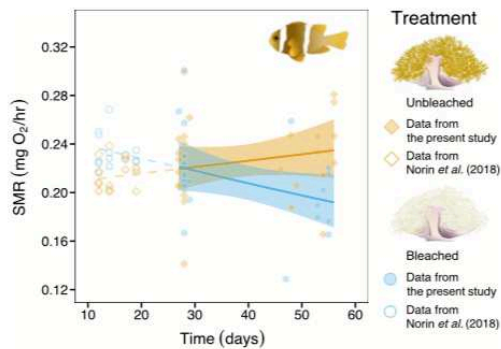 0.32
0.28
0.24
0.20
0.16
0.12
SMR (mg O2/hr)
10 20 30 40 50 60
Time (days)
Treatment
Unbleached
Data from
the present study
Data from
Norin et al. (2018)
Bleached
Data from
the present study
Data from
Norin et al. (2018)